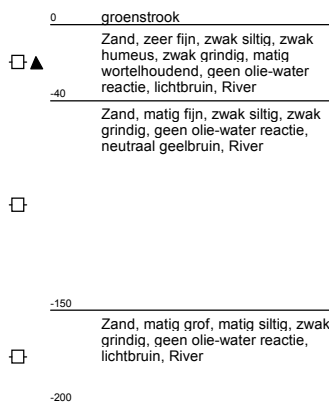 0 groenstrook
Zand, zeer fijn, zwak siltig, zwak
humeus, zwak grindig, matig
wortelhoudend, geen olie-water
reactie, lichtbruin, River
-40
Zand, matig fijn, zwak siltig, zwak
grindig, geen olie-water reactie,
neutraal geelbruin, River
-150
Zand, matig grof, matig siltig, zwak
grindig, geen olie-water reactie,
lichtbruin, River
-200